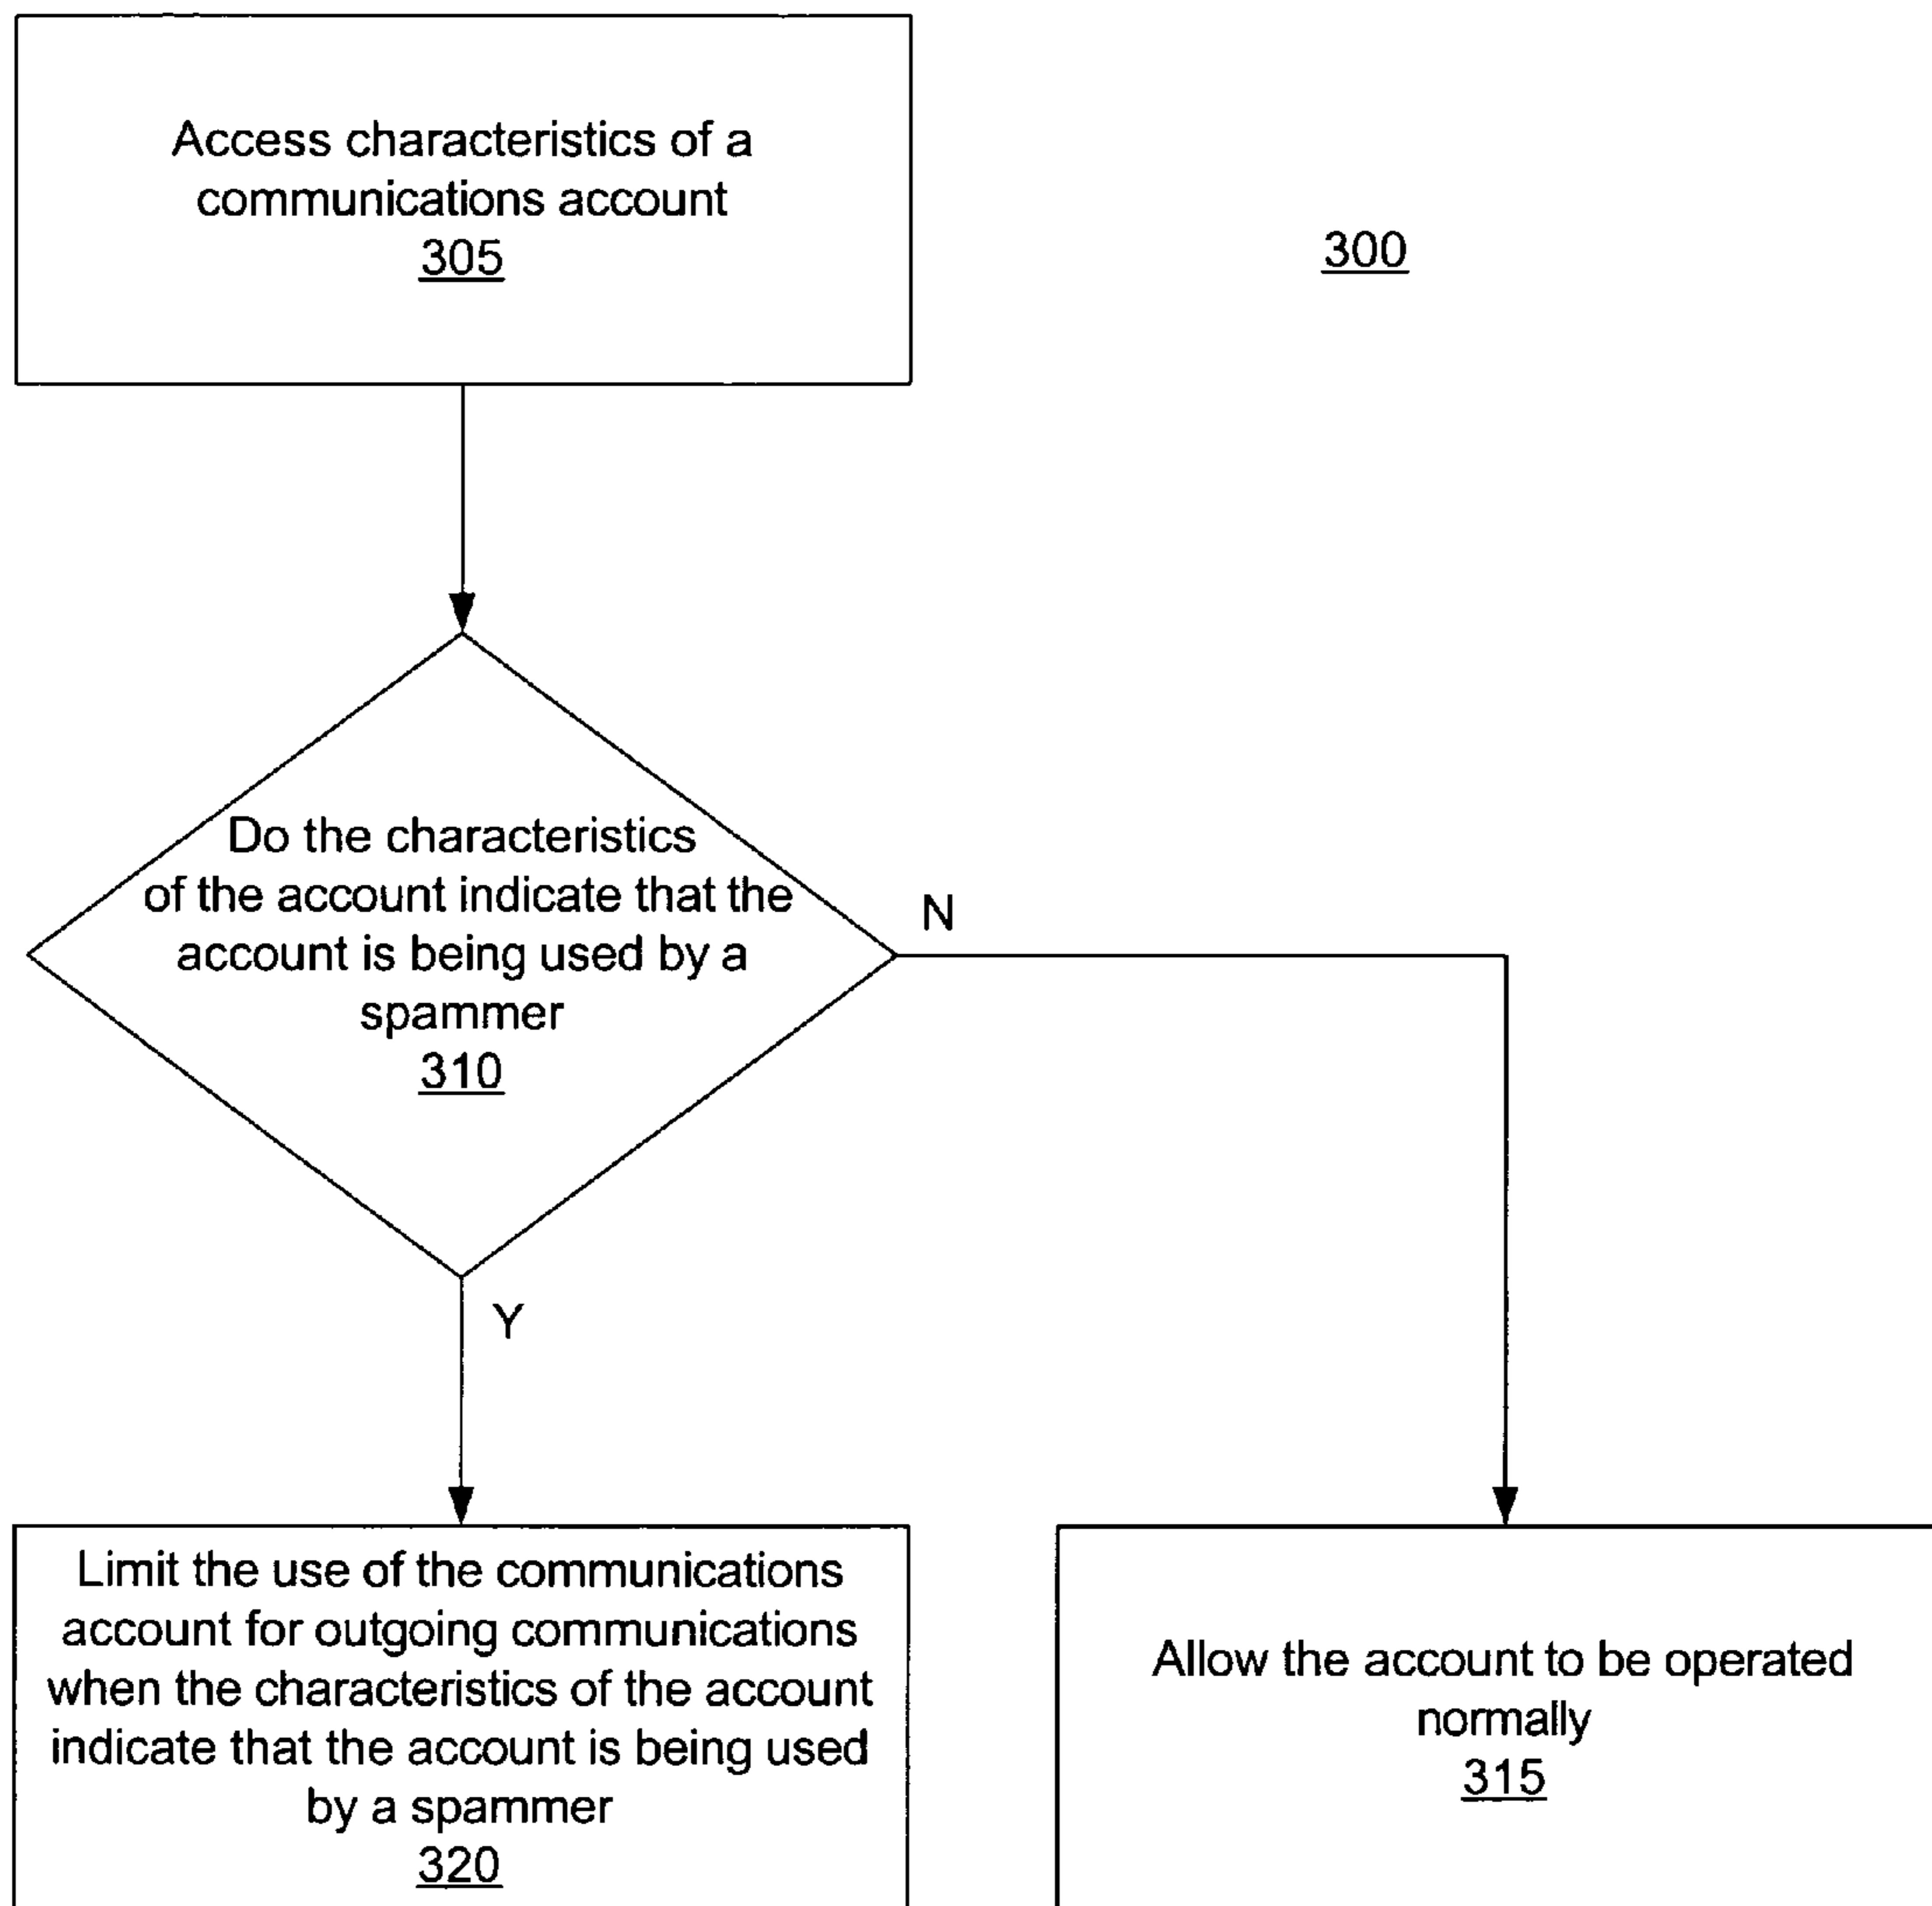 Access characteristics of a
communications account
305
300
Do the characteristics
of the account indicate that the
account is being used by a
spammer
310
N
Y
Limit the use of the communications
account for outgoing communications
when the characteristics of the account
indicate that the account is being used
by a spammer
320
Allow the account to be operated
normally
315